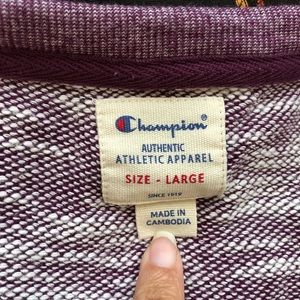 Champion®
AUTHENTIC
ATHLETIC APPAREL
SIZE - LARGE
SINCE 1919
MADE IN
CAMBODIA